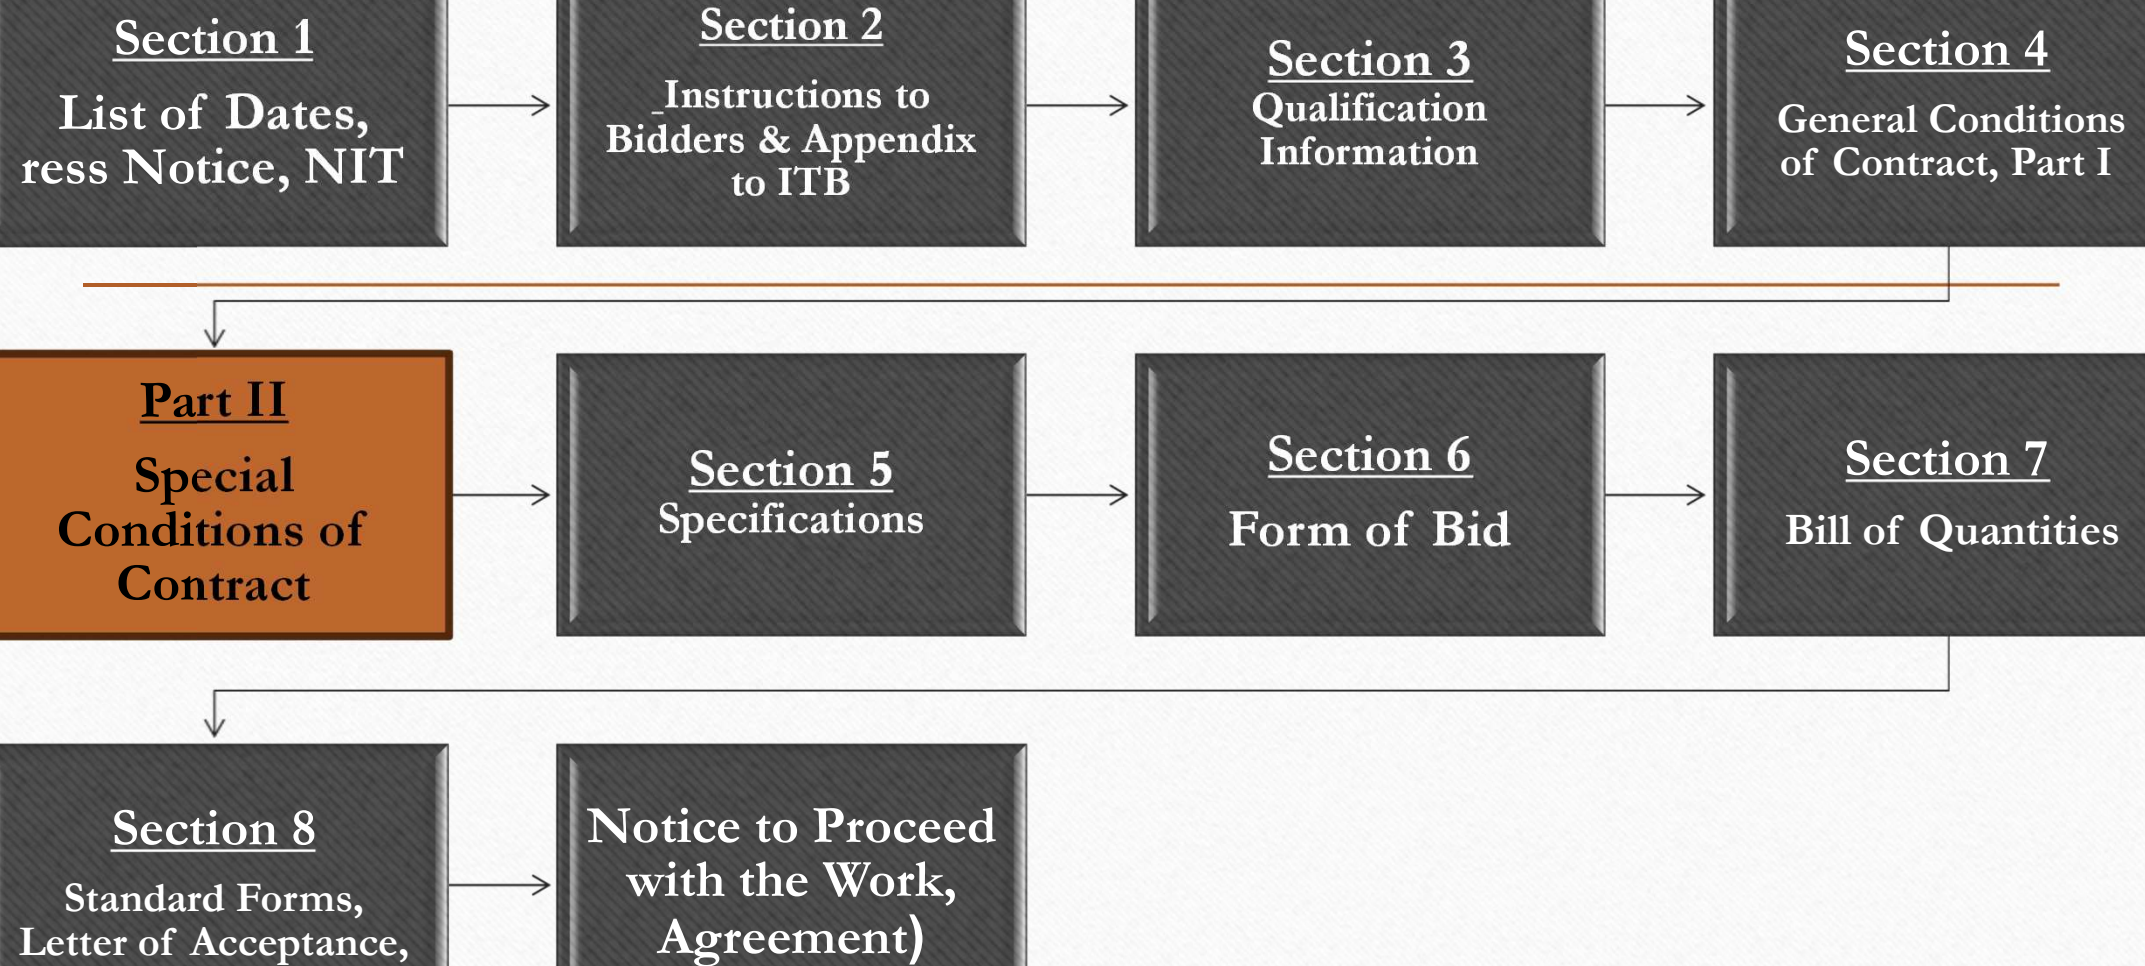 Section 1
List of Dates,
ress Notice, NIT
Section 2
_Instructions to
Bidders & Appendix
to ITB
Section 3
Qualification
Information
Section 4
General Conditions
of Contract, Part I
Part II
Special
Conditions of
Contract
Section 5
Specifications
Section 6
Form of Bid
Section 7
Bill of Quantities
Section 8
Standard Forms,
Letter of Acceptance,
Notice to Proceed
with the Work,
Agreement)